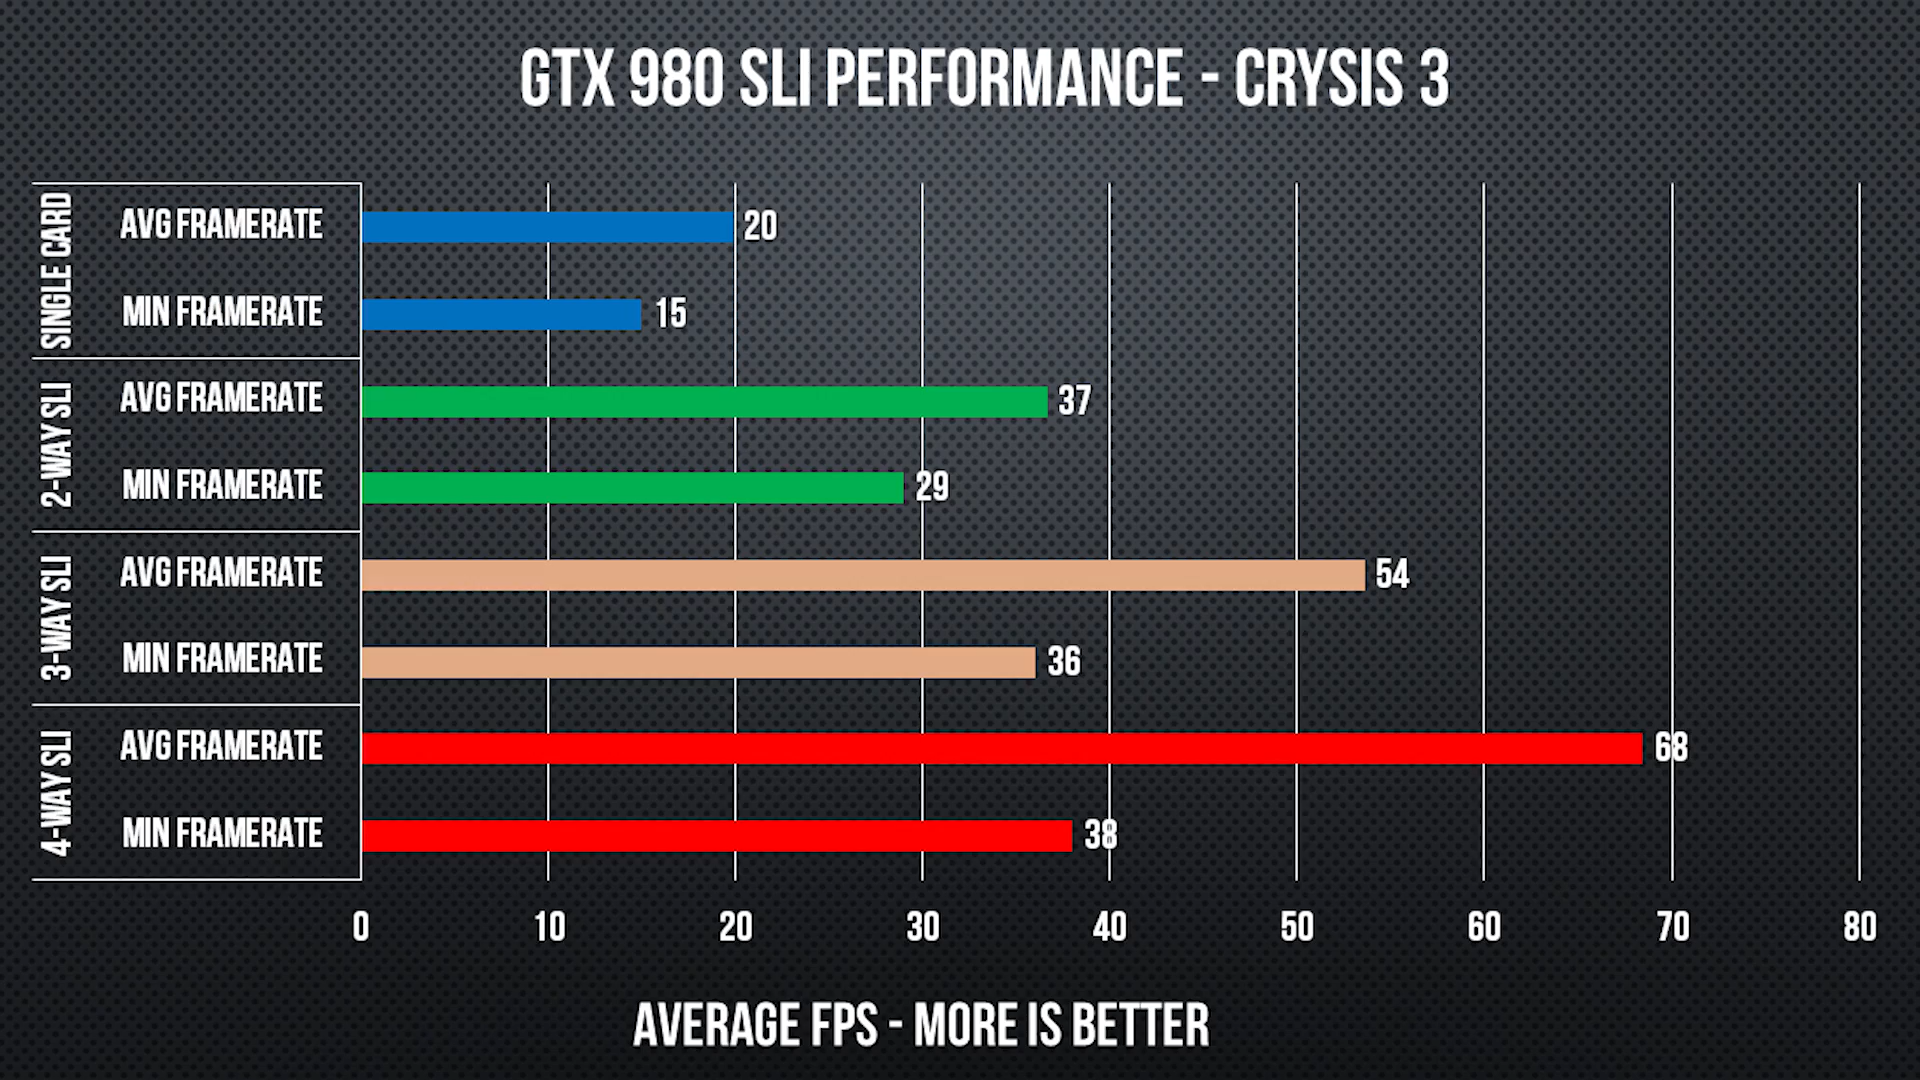 GTX 980 SLI PERFORMANCE - CRYSIS 3
SINGLE CARD
AVG FRAMERATE 20
MIN FRAMERATE 15
2-WAY SLI
AVG FRAMERATE 37
MIN FRAMERATE 29
3-WAY SLI
AVG FRAMERATE 54
MIN FRAMERATE 36
4-WAY SLI
AVG FRAMERATE 68
MIN FRAMERATE 38
0 10 20 30 40 50 60 70 80
AVERAGE FPS - MORE IS BETTER